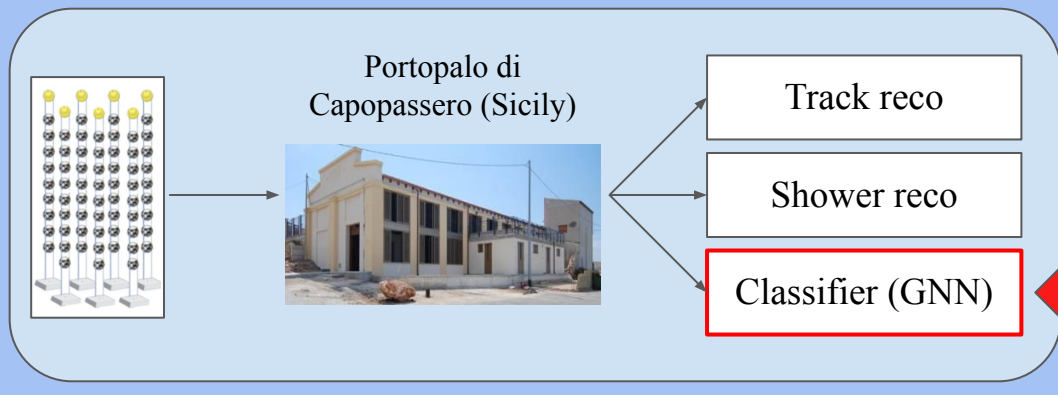 Portopalo di
Capopassero (Sicily)
Track reco
Shower reco
Classifier (GNN)